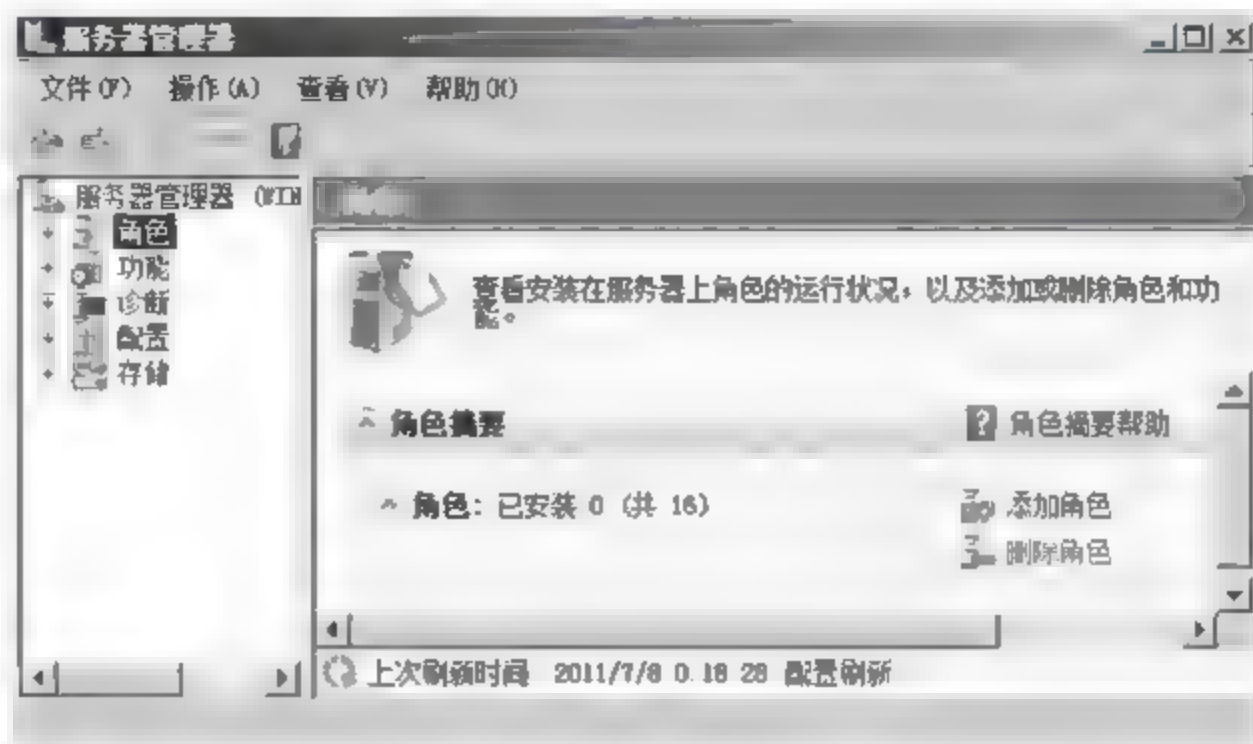 服务器管理器
文件(F) 操作(A) 查看(V) 帮助(H)
服务器管理器 (WIN
角色
功能
诊断
配置
存储
查看安装在服务器上角色的运行状况，以及添加或删除角色和功
能。
角色摘要
角色摘要帮助
角色：已安装 0 (共 16)
添加角色
删除角色
上次刷新时间 2011/7/8 0:18:28 配置刷新